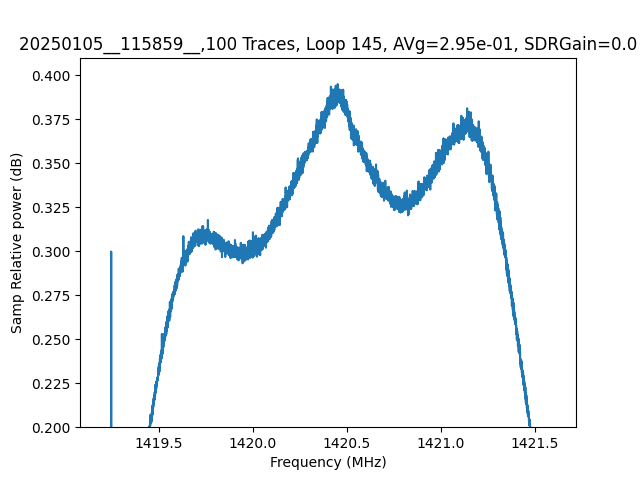 20250105__115859__,100 Traces, Loop 145, AVg=2.95e-01, SDRGain=0.0
0.400
0.375
0.350
0.325
0.300
0.275
0.250
0.225
0.200
Samp Relative power (dB)
1419.5 1420.0 1420.5 1421.0 1421.5
Frequency (MHz)